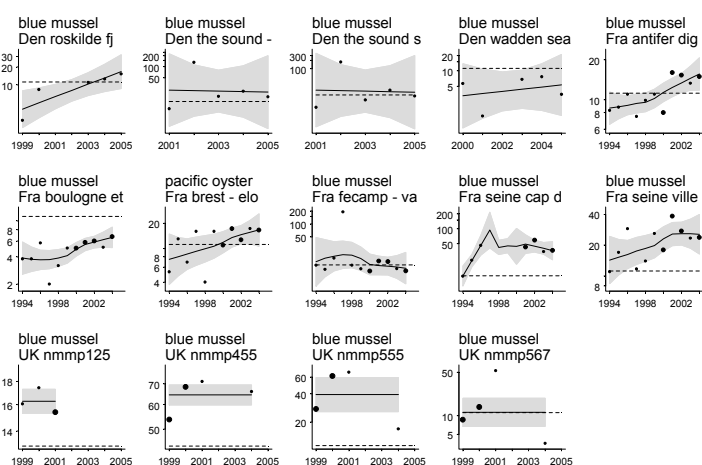 blue mussel
Den roskilde fj
30
20
10
1999 2001 2003 2005
blue mussel
Den the sound -
200
100
50
2001 2003 2005
blue mussel
Den the sound s
300
100
2001 2003 2005
blue mussel
Den wadden sea
20
10
5
2000 2002 2004
blue mussel
Fra antifer dig
20
10
8
6
1994 1998 2002
blue mussel
Fra boulogne et
8
6
4
2
1994 1998 2002
pacific oyster
Fra brest - elo
20
8
6
4
1994 1998 2002
blue mussel
Fra fecamp - va
200
100
50
1994 1998 2002
blue mussel
Fra seine cap d
200
100
50
1994 1998 2002
blue mussel
Fra seine ville
40
20
8
1994 1998 2002
blue mussel
UK nmmp125
18
16
14
1999 2001 2003 2005
blue mussel
UK nmmp455
70
60
50
1999 2001 2003 2005
blue mussel
UK nmmp555
60
40
20
1999 2001 2003 2005
blue mussel
UK nmmp567
50
10
5
1999 2001 2003 2005